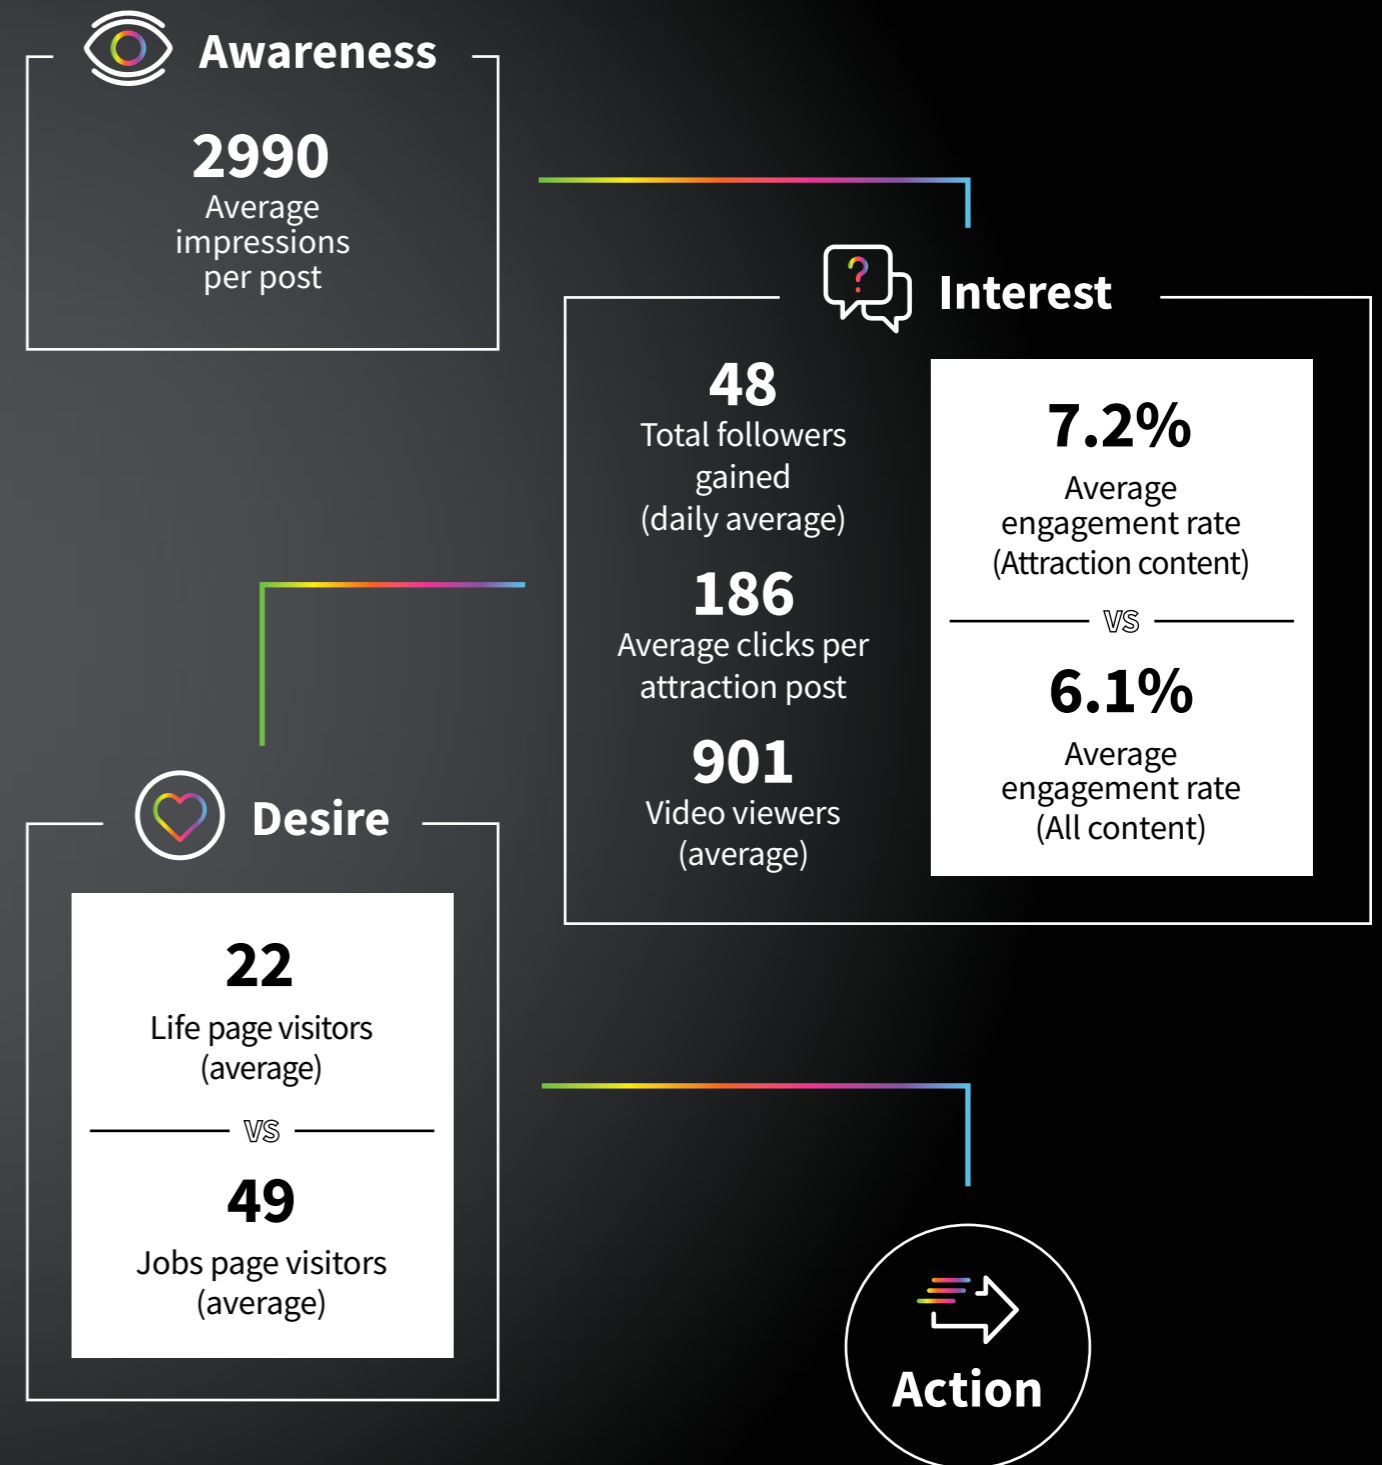 Awareness
2990
Average
impressions
per post
?
Interest
48
Total followers
gained
(daily average)
186
Average clicks per
attraction post
901
Video viewers
(average)
7.2%
Average
engagement rate
(Attraction content)
VS
6.1%
Average
engagement rate
(All content)
Desire
22
Life page visitors
(average)
VS
49
Jobs page visitors
(average)
Action